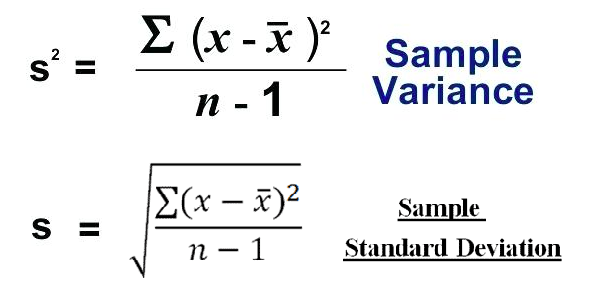 s² = Σ (x - x̄)² / n - 1
Sample
Variance
s = √(Σ(x − x̄)² / n − 1)
Sample
Standard Deviation